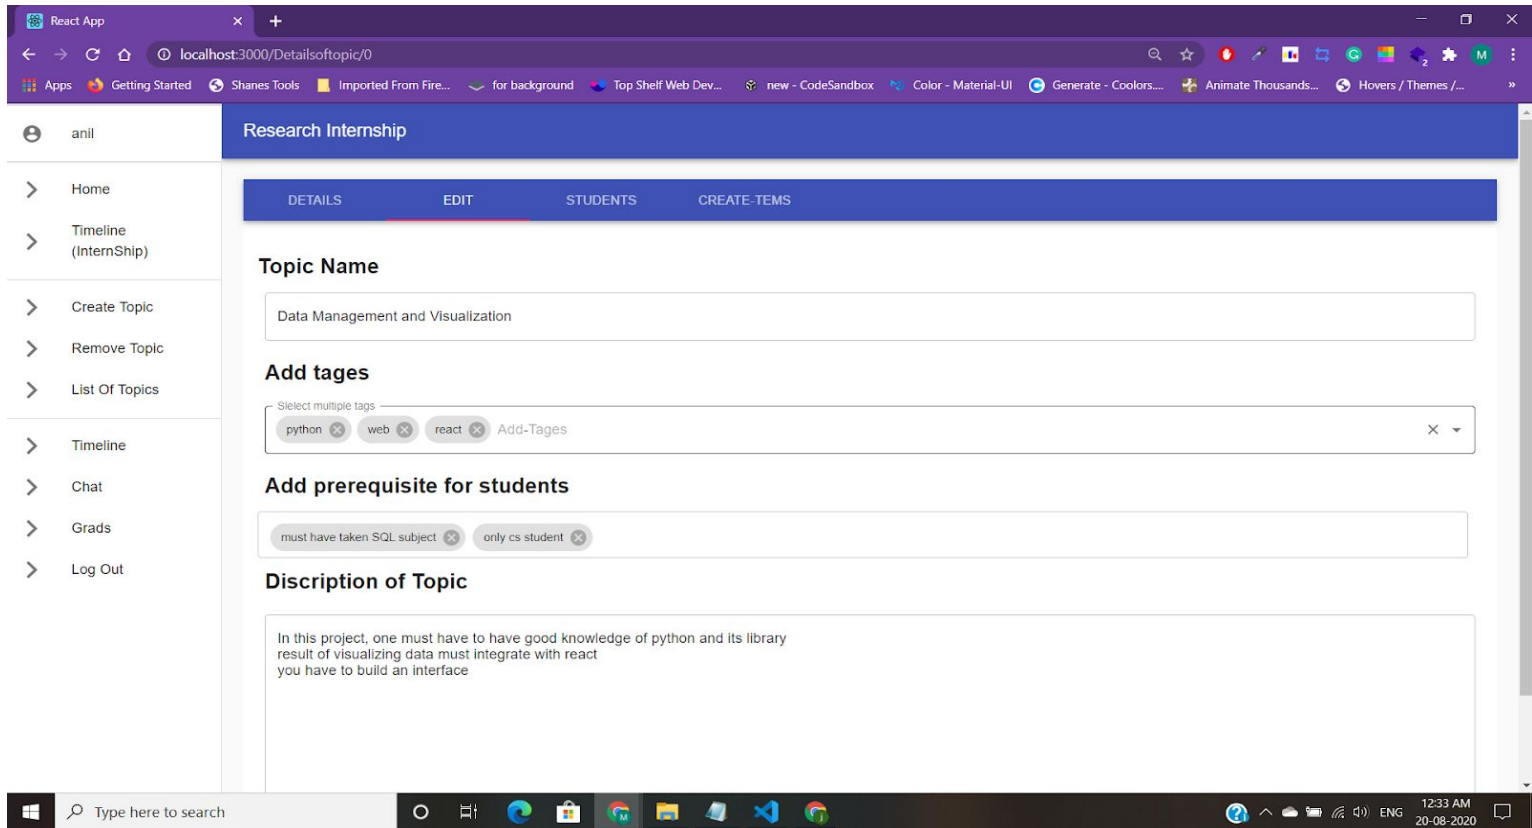 React App
localhost:3000/Detailsoftopic/0
M
Apps Getting Started Shanes Tools Imported From Fire... for background Top Shelf Web Dev... new - CodeSandbox Color - Material-UI Generate - Coolors.... Animate Thousands... Hovers / Themes /...
anil
Research Internship
Home
Timeline
(InternShip)
Create Topic
Remove Topic
List Of Topics
Timeline
Chat
Grads
Log Out
DETAILS EDIT STUDENTS CREATE-TEMS
Topic Name
Data Management and Visualization
Add tages
Slelect multiple tags
python web react Add-Tages
Add prerequisite for students
must have taken SQL subject only cs student
Discription of Topic
In this project, one must have to have good knowledge of python and its library
result of visualizing data must integrate with react
you have to build an interface
Type here to search
ENG
12:33 AM
20-08-2020